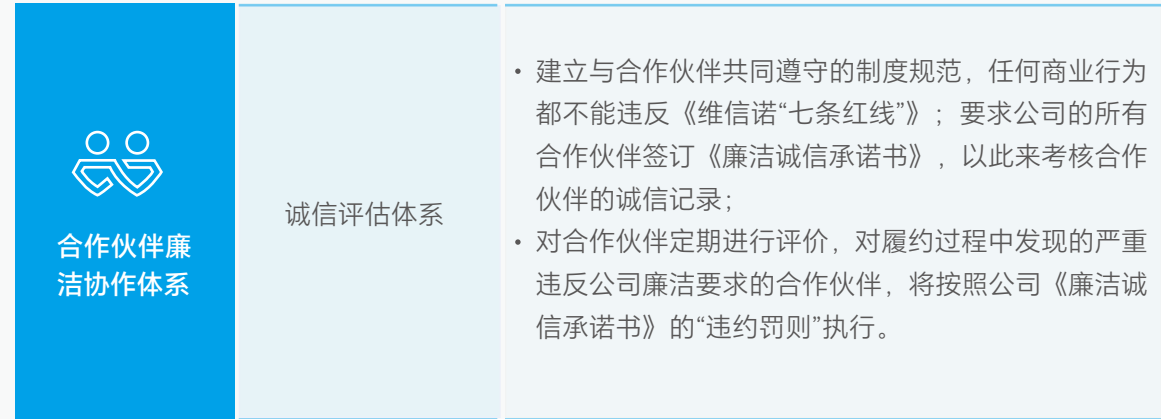 合作伙伴廉
洁协作体系
诚信评估体系
• 建立与合作伙伴共同遵守的制度规范，任何商业行为
都不能违反《维信诺“七条红线”》；要求公司的所有
合作伙伴签订《廉洁诚信承诺书》，以此来考核合作
伙伴的诚信记录；
• 对合作伙伴定期进行评价，对履约过程中发现的严重
违反公司廉洁要求的合作伙伴，将按照公司《廉洁诚
信承诺书》的“违约罚则”执行。